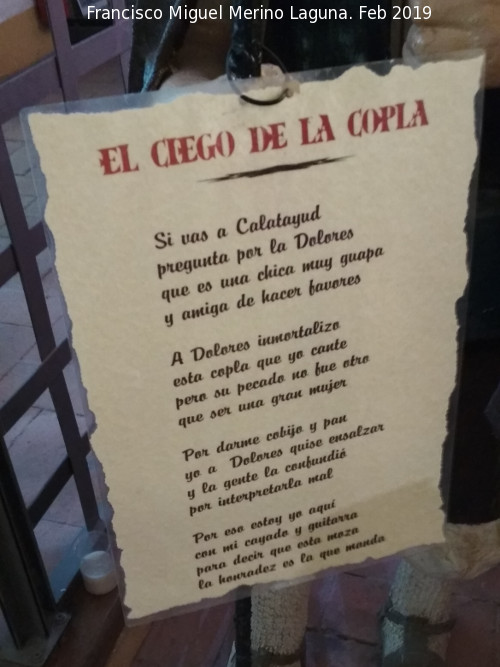 Francisco Miguel Merino Laguna. Feb 2019
EL CIEGO DE LA COPLA
Si vas a Calatayud
pregunta por la Dolores
que es una chica muy guapa
y amiga de hacer favores
A Dolores inmortalizo
esta copla que yo cante
pero su pecado no fue otro
que ser una gran mujer
Por darme cobijo y pan
yo a Dolores quise ensalzar
y la gente la confundió
por interpretarla mal
Por eso estoy yo aquí
con mi cayado y guitarra
para decir que esta moza
la honradez es la que manda